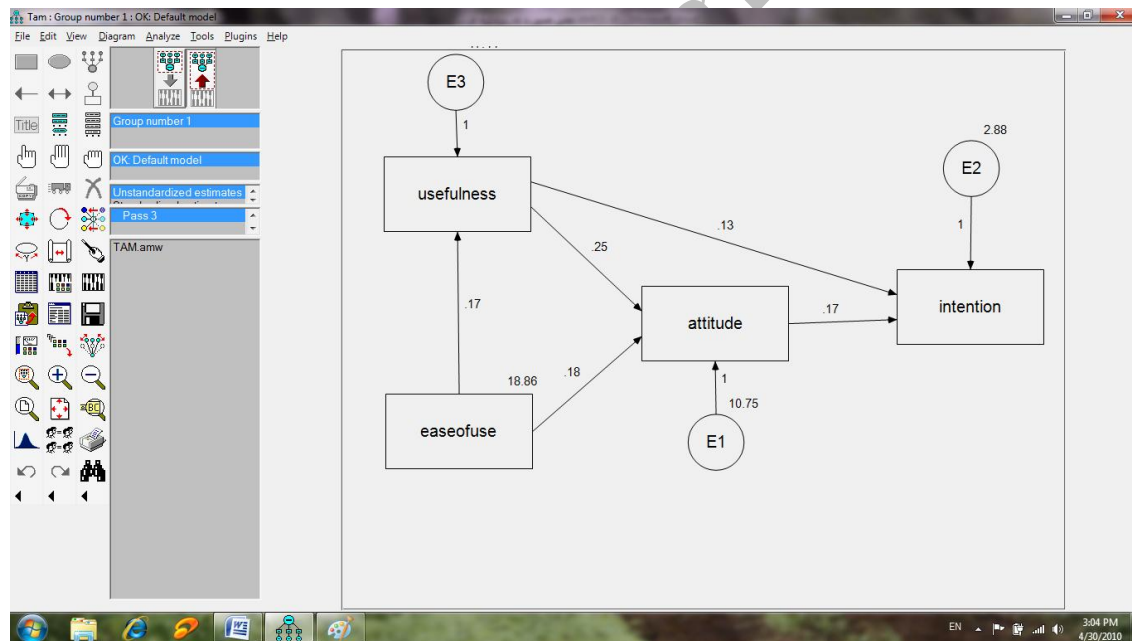 Tam : Group number 1 : OK: Default model
File Edit View Diagram Analyze Tools Plugins Help
Title
Group number 1
OK: Default model
Unstandardized estimates
Pass 3
TAM.amw
E3
1
usefulness
2.88
E2
1
.13
.25
intention
.17
attitude
.17
18.86
.18
1
10.75
easeofuse
E1
EN
3:04 PM
4/30/2010